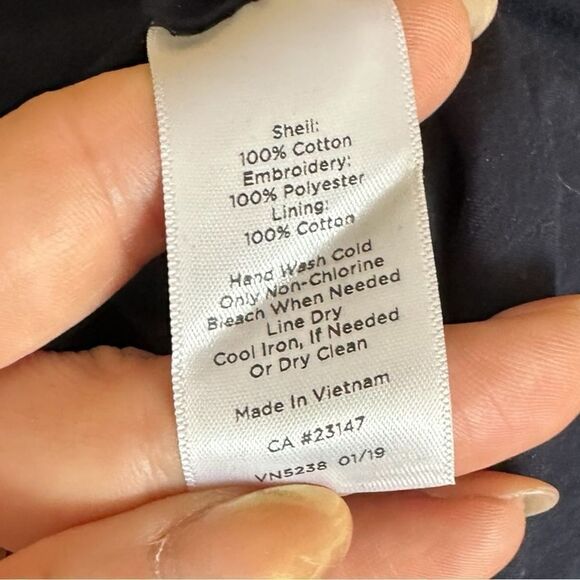 Shell:
100% Cotton
Embroidery:
100% Polyester
Lining:
100% Cotton
Hand Wash Cold
Only Non-Chlorine
Bleach When Needed
Line Dry
Cool Iron, If Needed
Or Dry Clean
Made In Vietnam
CA #23147
VN5238 01/19